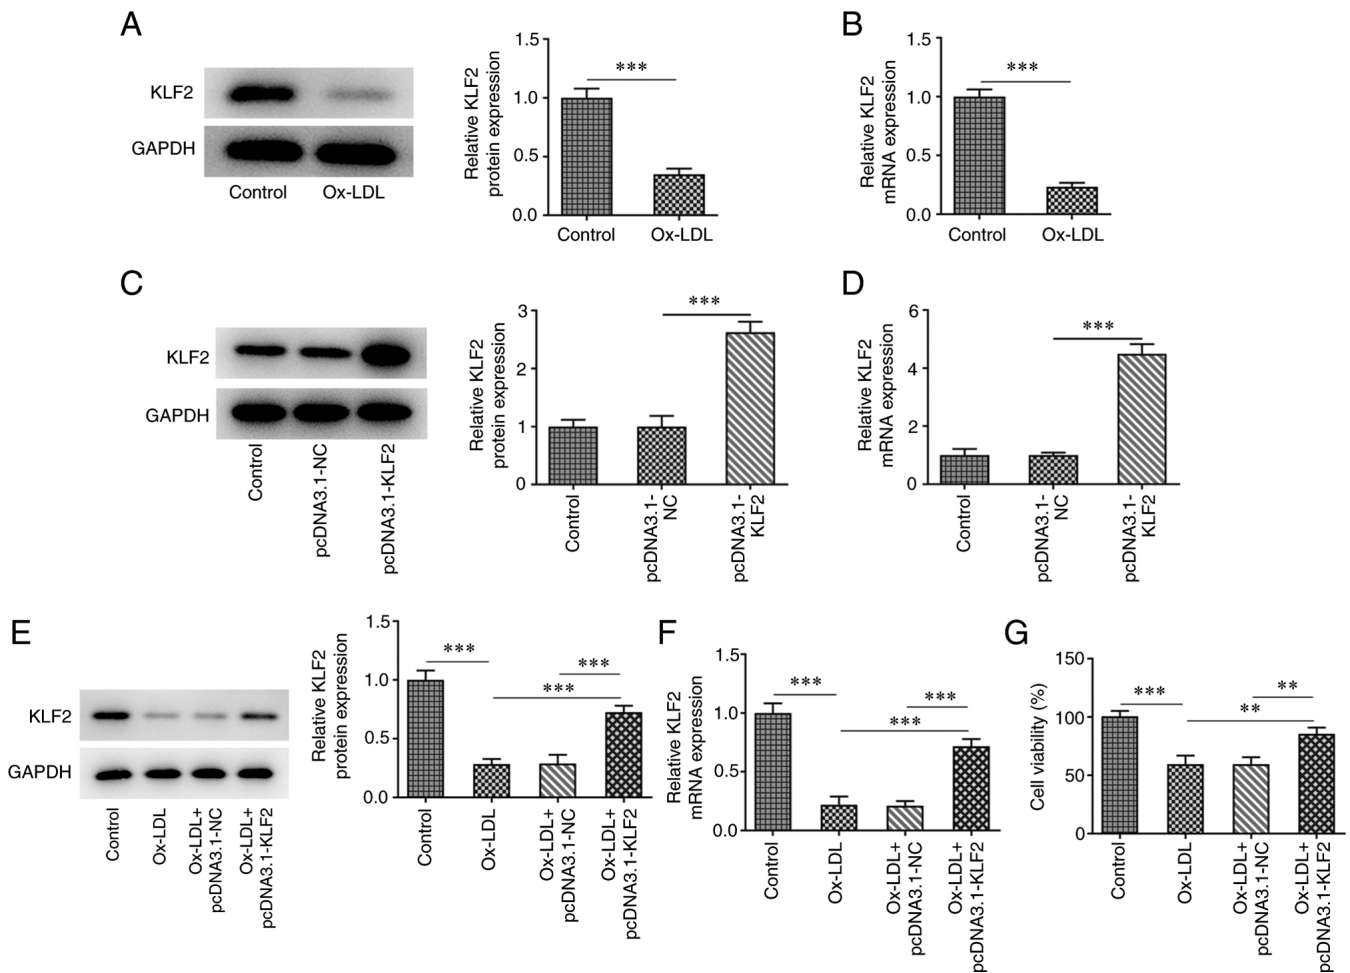 A
KLF2
GAPDH
Control
Ox-LDL
Relative KLF2
protein expression
1.5
1.0
0.5
0.0
***
Control
Ox-LDL
B
Relative KLF2
mRNA expression
1.5
1.0
0.5
0.0
***
Control
Ox-LDL
C
KLF2
GAPDH
Control
pcDNA3.1-NC
pcDNA3.1-KLF2
Relative KLF2
protein expression
3
2
1
0
***
Control
pcDNA3.1-
NC
pcDNA3.1-
KLF2
D
Relative KLF2
mRNA expression
6
4
2
0
***
Control
pcDNA3.1-
NC
pcDNA3.1-
KLF2
E
KLF2
GAPDH
Control
Ox-LDL
Ox-LDL+
pcDNA3.1-NC
Ox-LDL+
pcDNA3.1-KLF2
Relative KLF2
protein expression
1.5
1.0
0.5
0.0
***
***
***
Control
Ox-LDL
Ox-LDL+
pcDNA3.1-NC
Ox-LDL+
pcDNA3.1-KLF2
F
Relative KLF2
mRNA expression
1.5
1.0
0.5
0.0
***
***
***
Control
Ox-LDL
Ox-LDL+
pcDNA3.1-NC
Ox-LDL+
pcDNA3.1-KLF2
G
Cell viability (%)
150
100
50
0
***
**
**
Control
Ox-LDL
Ox-LDL+
pcDNA3.1-NC
Ox-LDL+
pcDNA3.1-KLF2